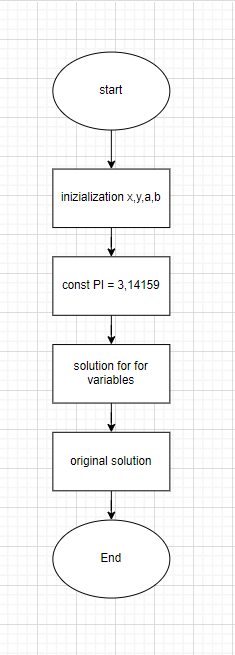 start
inizialization x,y,a,b
const PI = 3,14159
solution for for
variables
original solution
End